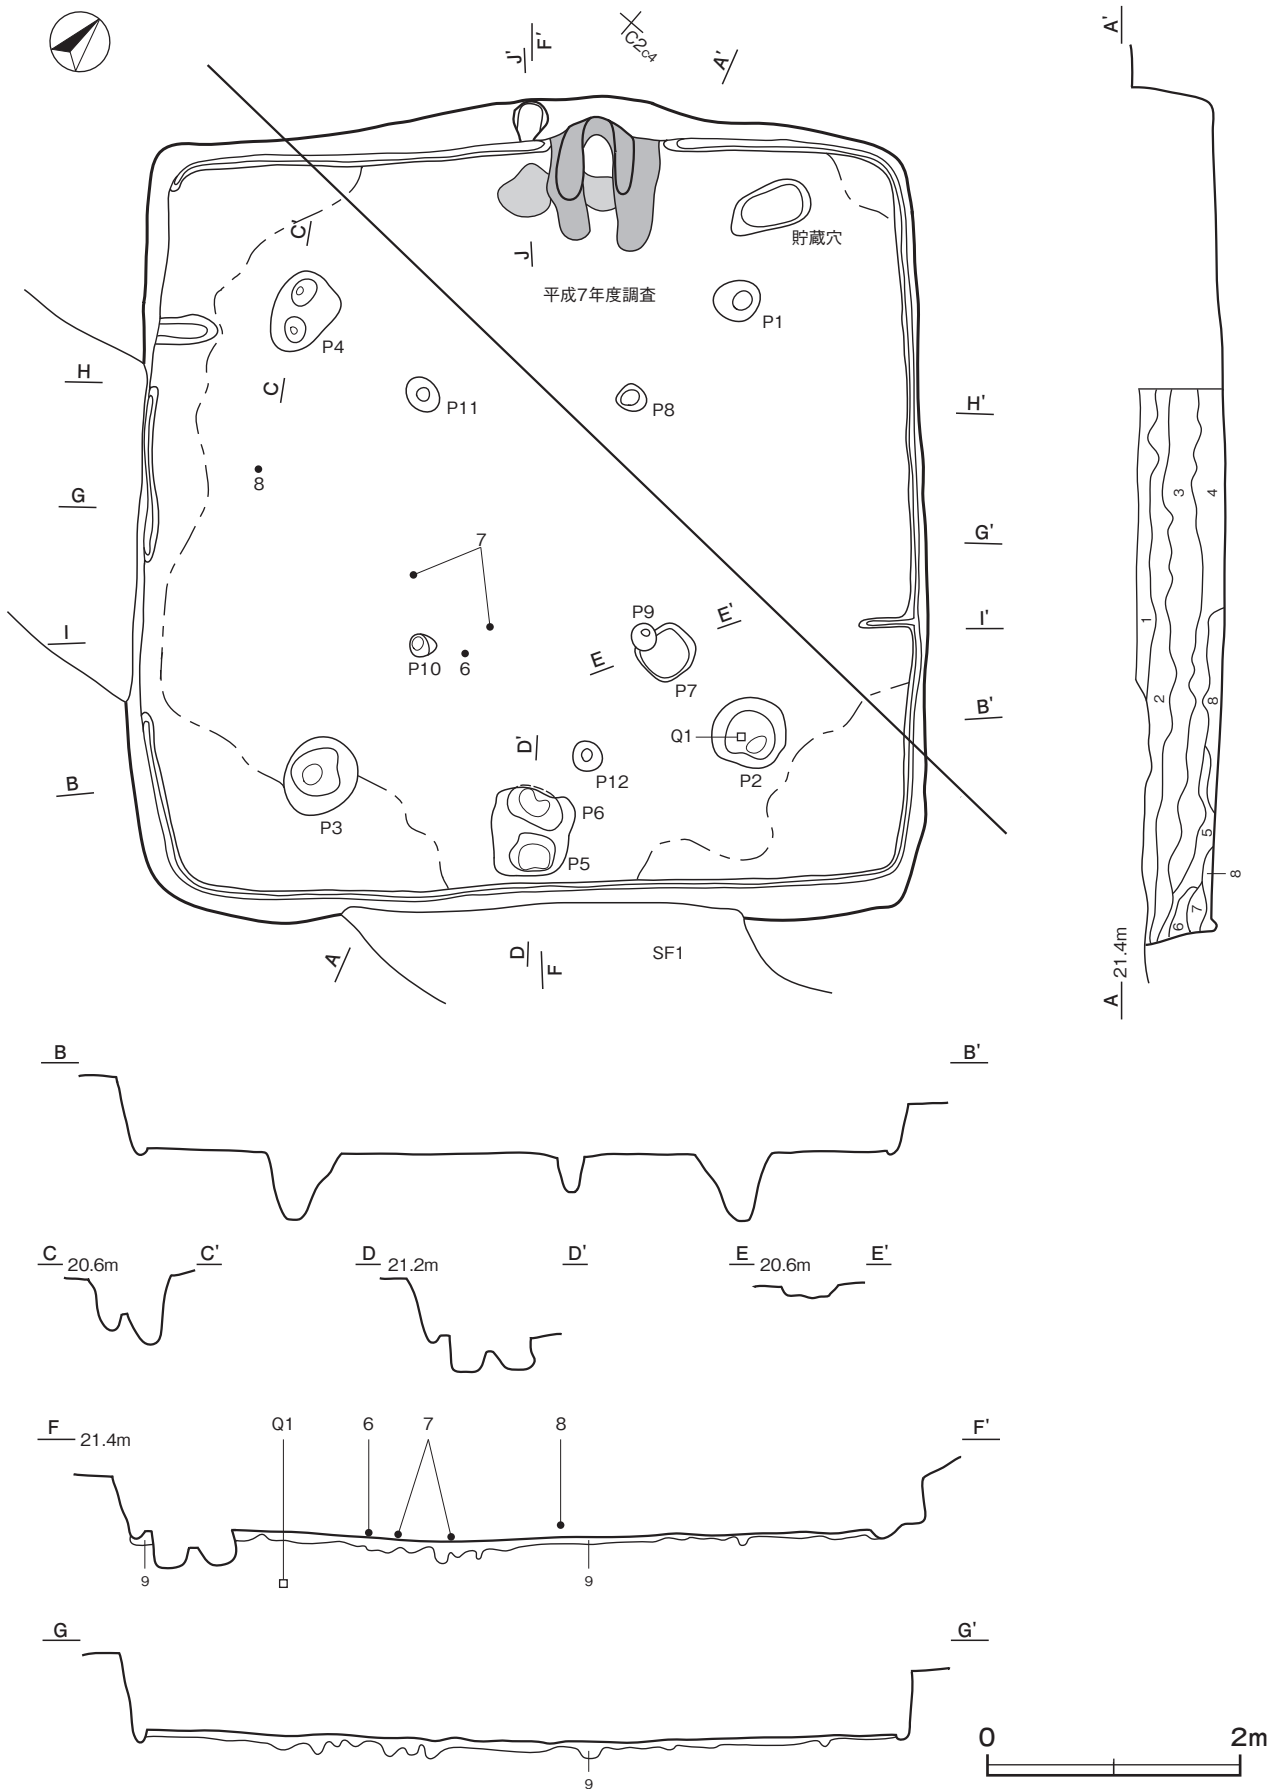 J'
F'
C2c4
A'
A'
C'
J
貯蔵穴
平成7年度調査
P1
P4
H
C
P11
P8
H'
8
G
G'
3
4
7
P9
E'
I'
1
I
P10
6
E
P7
B'
2
8
Q1
D'
P12
P2
B
P3
P6
P5
5
8
7
6
A
D
F
SF1
A 21.4m
B
B'
C 20.6m
C'
D 21.2m
D'
E 20.6m
E'
F 21.4m
Q1
6
7
8
F'
9
9
G
G'
9
0
2m